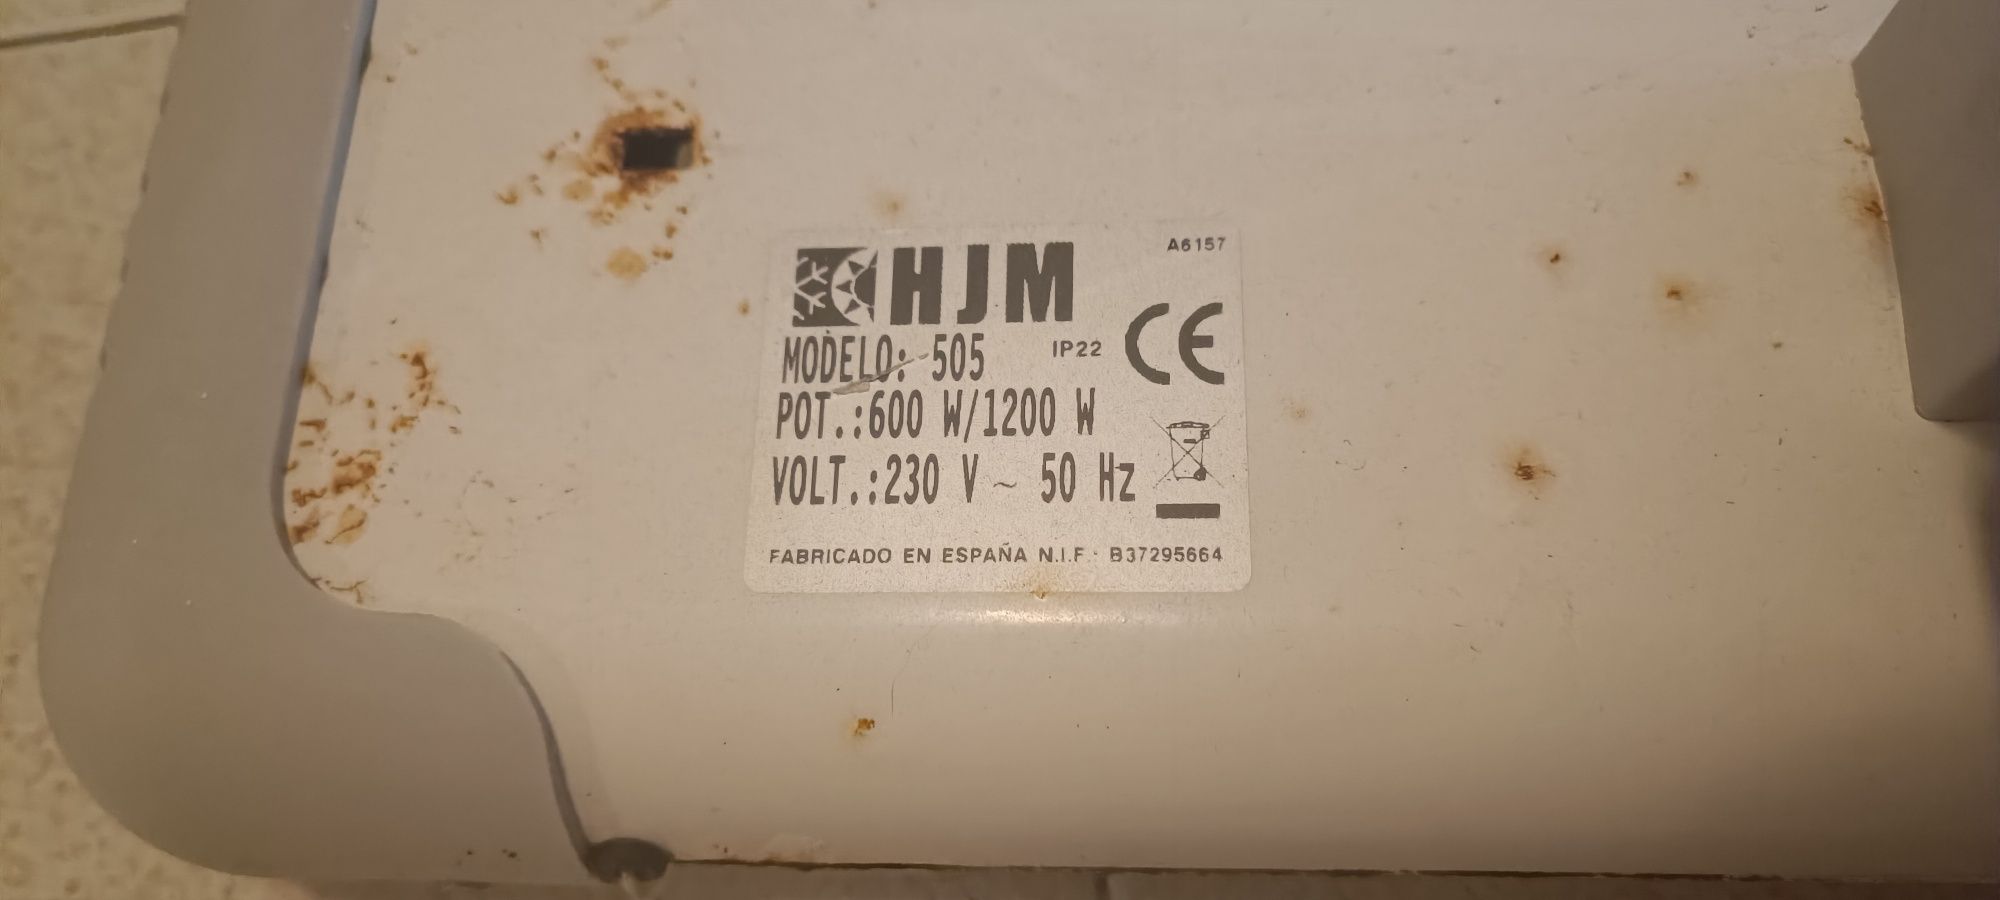 HJM
A6157
MODELO: 505
IP22
CE
POT.:600 W/1200 W
VOLT.:230 V ~ 50 Hz
FABRICADO EN ESPAÑA N.I.F· B37295664